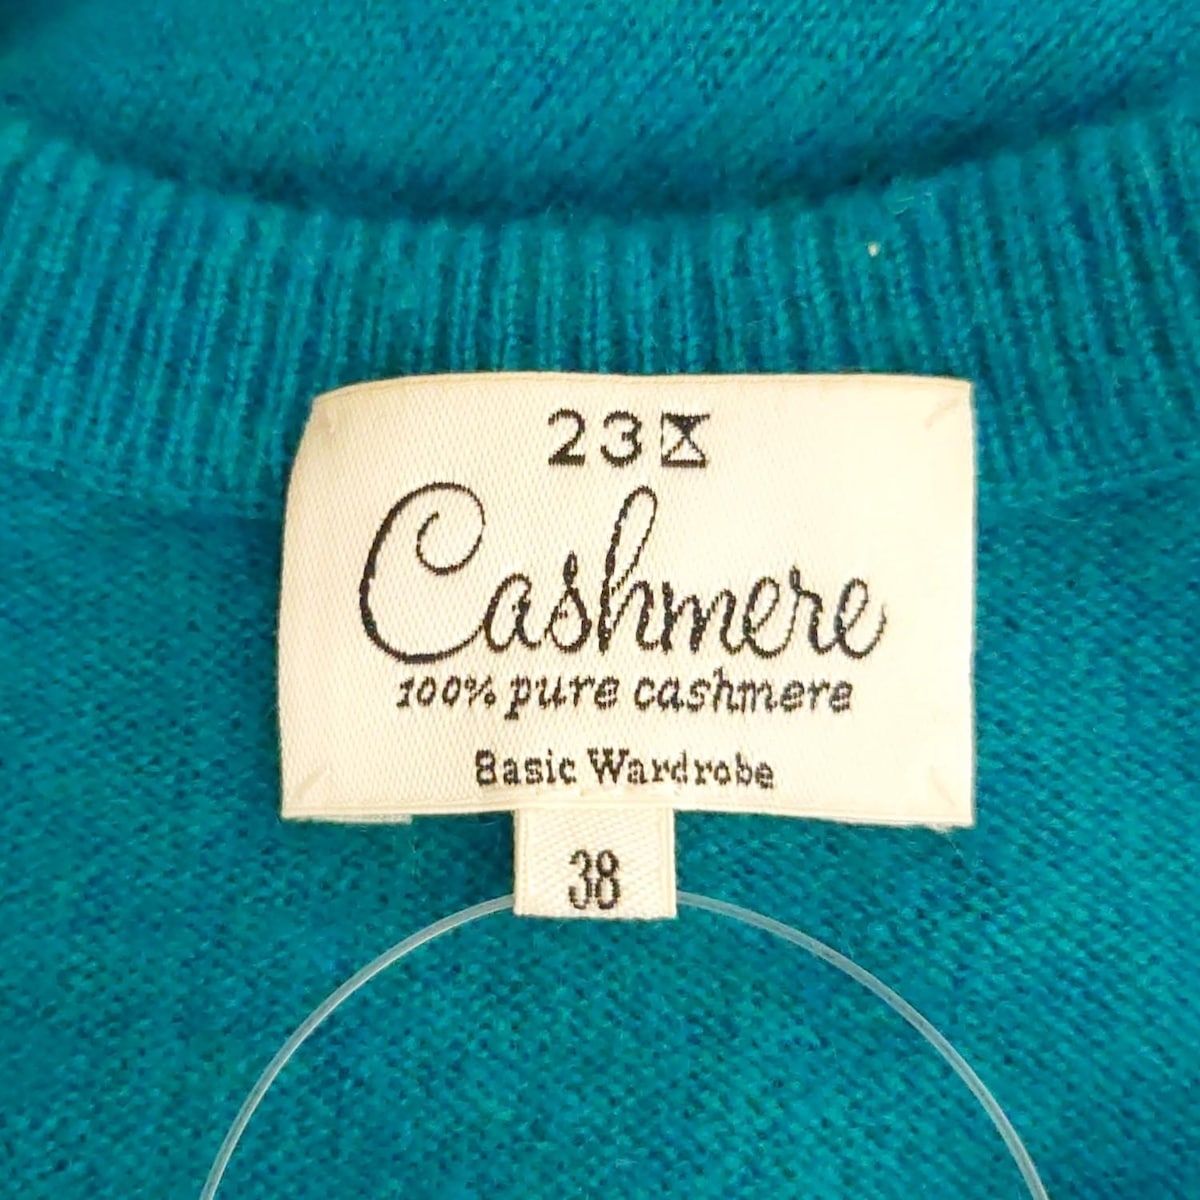 23区
Cashmere
100% pure cashmere
Basic Wardrobe
38